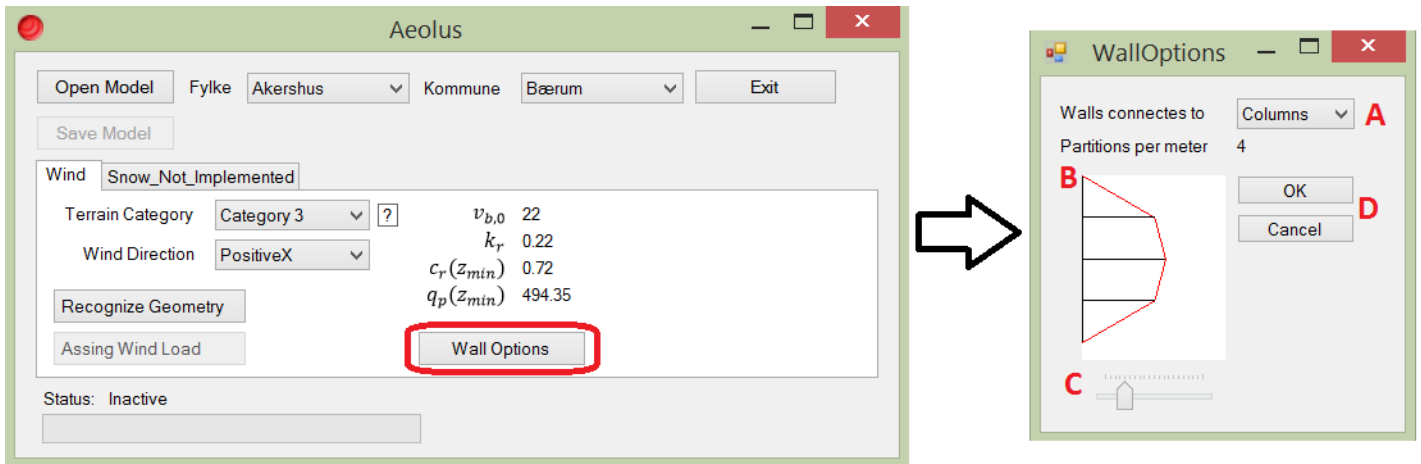 Aeolus
Open Model Fylke Akershus Kommune Bærum Exit
Save Model
Wind Snow_Not_Implemented
Terrain Category Category 3 ? v_{b,0} 22
Wind Direction PositiveX k_r 0.22
c_r(z_{min}) 0.72
Recognize Geometry q_p(z_{min}) 494.35
Assing Wind Load Wall Options
Status: Inactive
WallOptions
Walls connectes to Columns A
Partitions per meter 4
B
OK
Cancel D
C